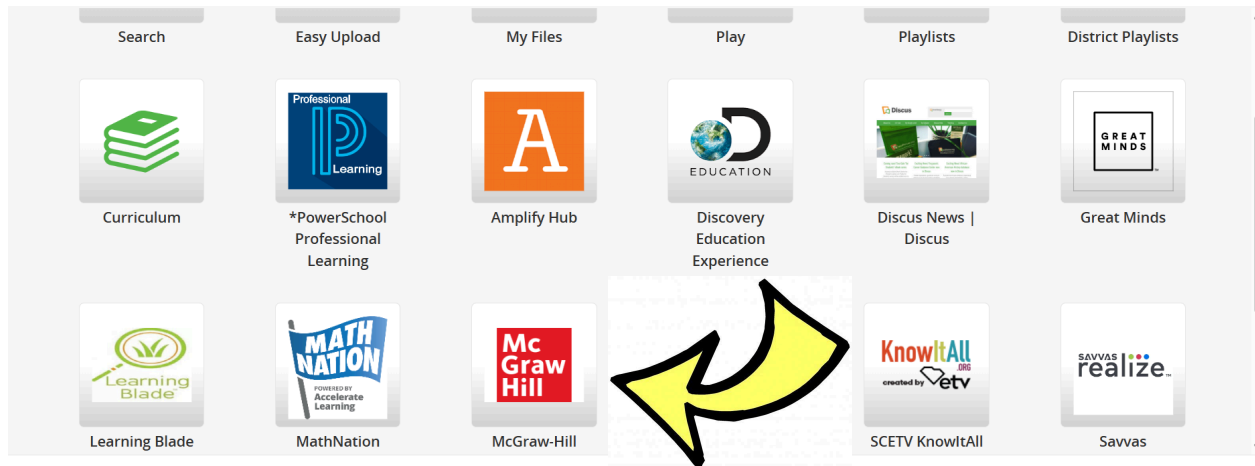 Search
Easy Upload
My Files
Play
Playlists
District Playlists
Professional
Learning
A
D
EDUCATION
Discus
GREAT
MINDS
Curriculum
*PowerSchool
Professional
Learning
Amplify Hub
Discovery
Education
Experience
Discus News |
Discus
Great Minds
Learning
Blade
MATH
NATION
POWERED BY
Accelerate
Learning
Mc
Graw
Hill
KnowItAll
.ORG
created by etv
SAVVAS
realize
Learning Blade
MathNation
McGraw-Hill
SCETV KnowItAll
Savvas